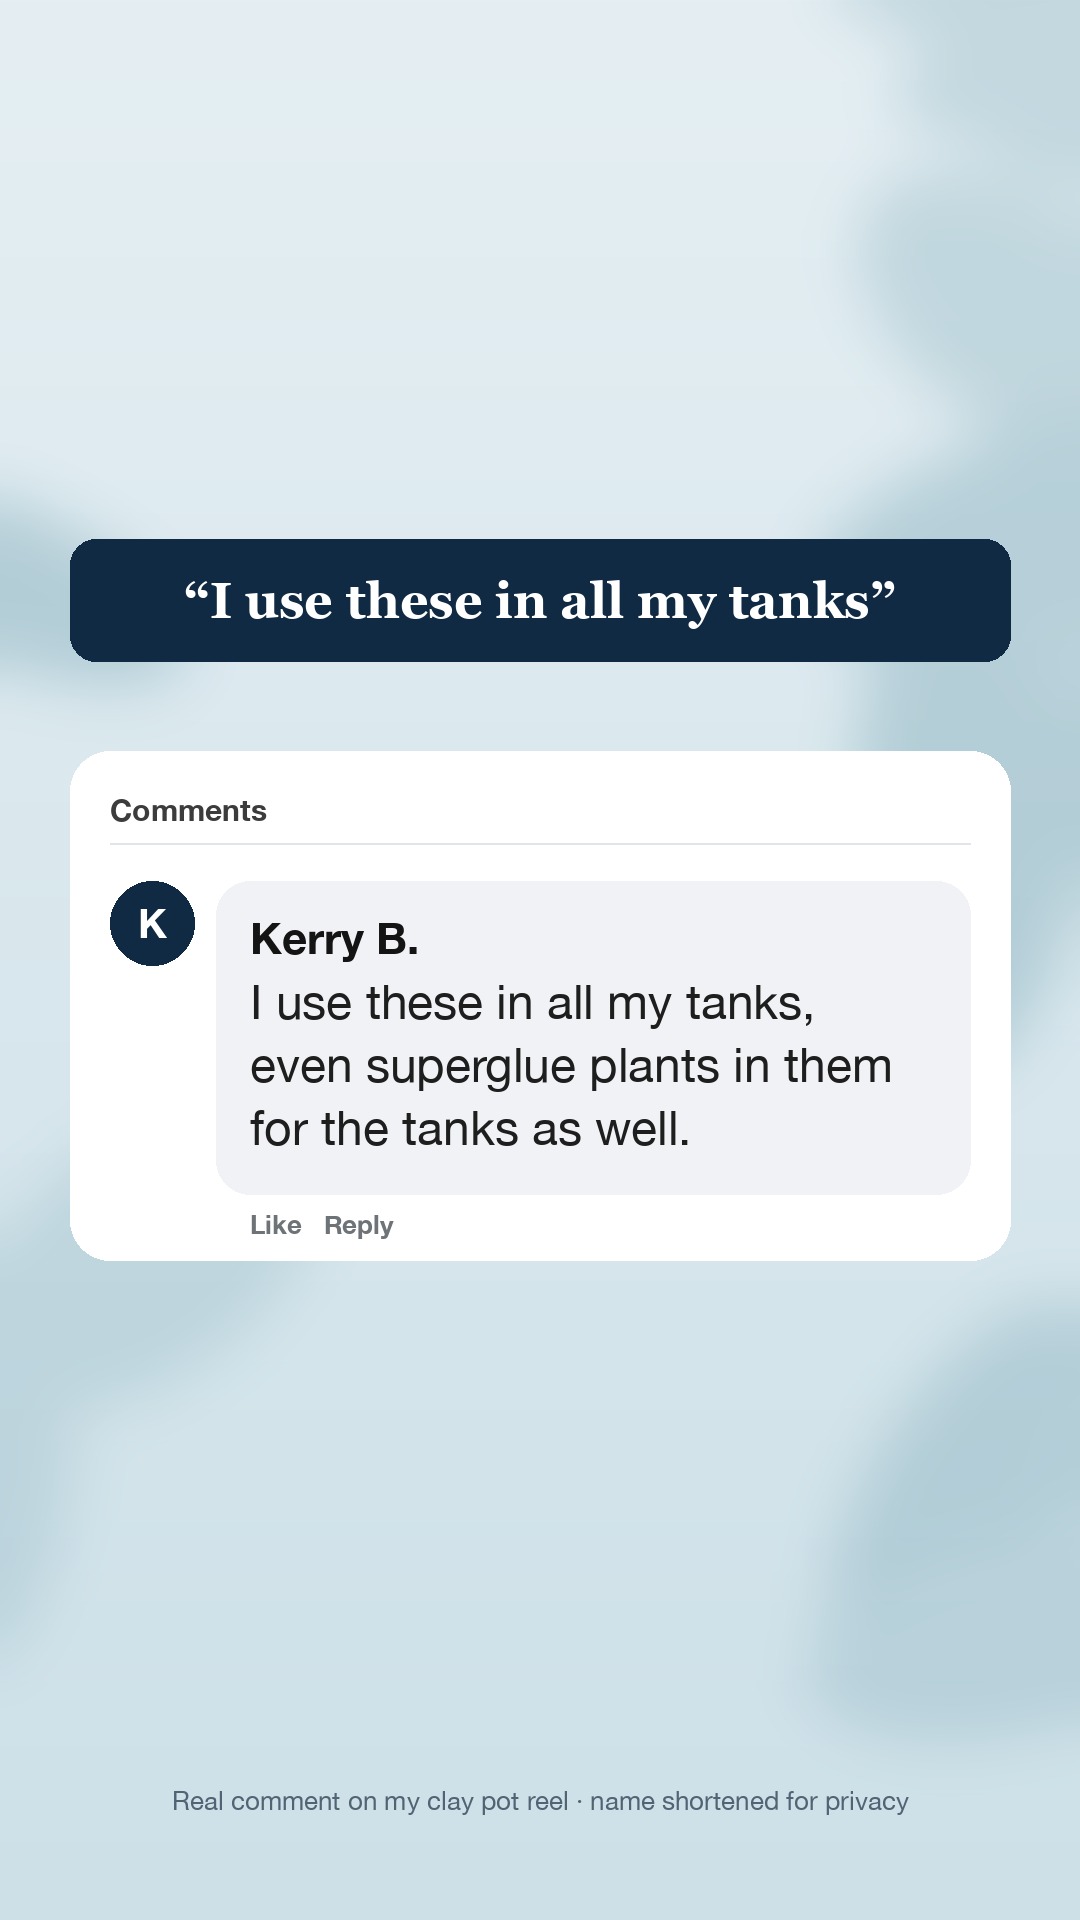 “I use these in all my tanks”
Comments
K
Kerry B.
I use these in all my tanks,
even superglue plants in them
for the tanks as well.
Like Reply
Real comment on my clay pot reel · name shortened for privacy